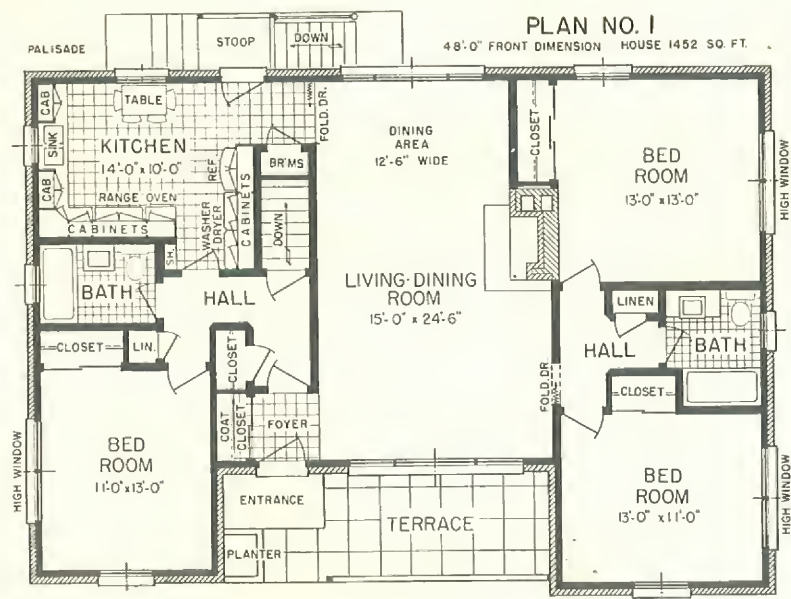 PLAN NO. 1
PALISADE
48'-0" FRONT DIMENSION HOUSE 1452 SQ. FT.
STOOP
DOWN
CAB
TABLE
SINK
KITCHEN
14'-0" x 10'-0"
CAB
RANGE OVEN
CABINETS
REF.
CABINETS
WASHER
DRYER
SH.
FOLD. DR.
BR'MS
DOWN
DINING
AREA
12'-6" WIDE
CLOSET
BED
ROOM
13'-0" x 13'-0"
HIGH WINDOW
BATH
HALL
LIVING-DINING
ROOM
15'-0" x 24'-6"
LINEN
HALL
BATH
CLOSET
LIN.
CLOSET
FOLD. DR
CLOSET
COAT
CLOSET
FOYER
BED
ROOM
11'-0" x 13'-0"
HIGH WINDOW
BED
ROOM
13'-0" x 11'-0"
HIGH WINDOW
ENTRANCE
TERRACE
PLANTER